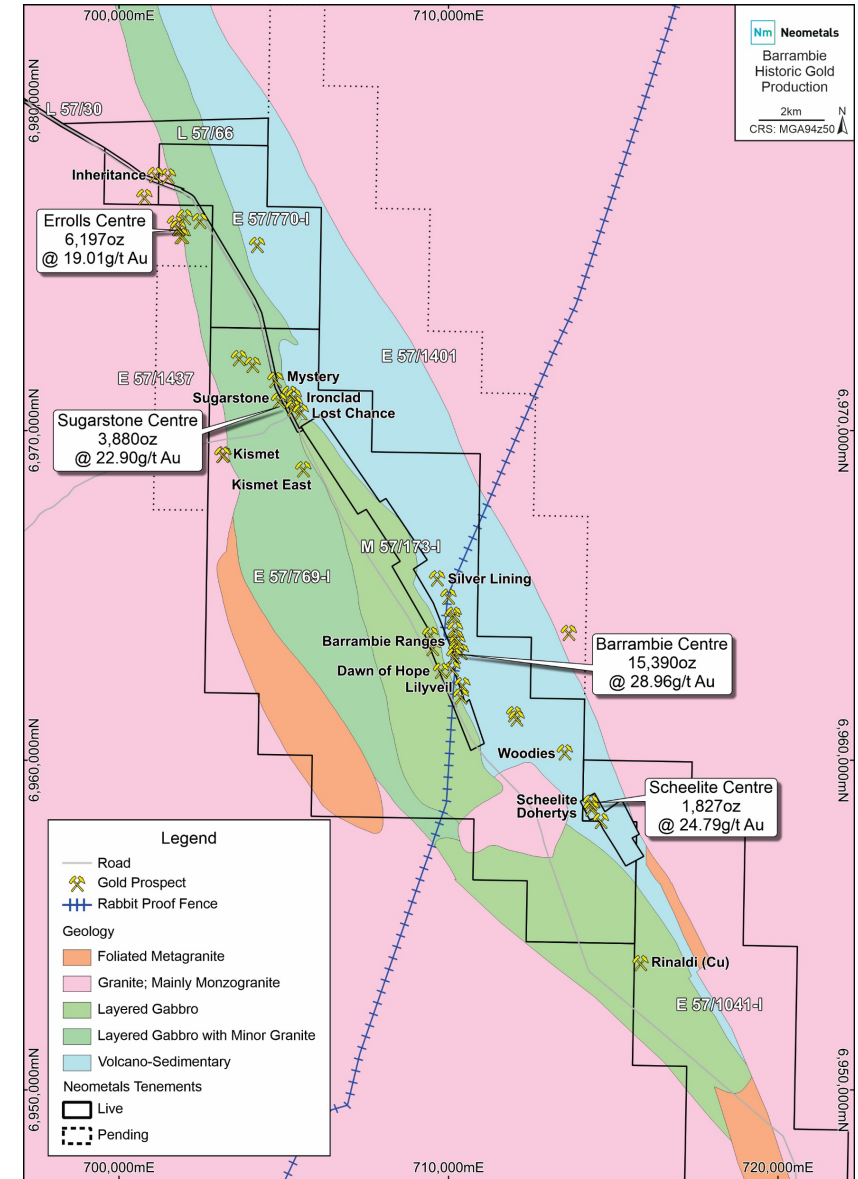 700,000mE
710,000mE
Nm Neometals
Barrambie
Historic Gold
Production
2km
N
CRS: MGA94z50
6,980,000mN
L 57/30
L 57/66
Inheritance
E 57/770-I
Errolls Centre
6,197oz
@ 19.01g/t Au
E 57/1401
E 57/1437
Mystery
Sugarstone
Ironclad
Lost Chance
Sugarstone Centre
3,880oz
@ 22.90g/t Au
6,970,000mN
6,970,000mN
Kismet
Kismet East
M 57/173-I
E 57/769-I
Silver Lining
Barrambie Ranges
Barrambie Centre
15,390oz
@ 28.96g/t Au
Dawn of Hope
Lilyveil
Woodies
6,960,000mN
6,960,000mN
Scheelite
Dohertys
Scheelite Centre
1,827oz
@ 24.79g/t Au
Rinaldi (Cu)
E 57/1041-I
Legend
Road
Gold Prospect
Rabbit Proof Fence
Geology
Foliated Metagranite
Granite; Mainly Monzogranite
Layered Gabbro
Layered Gabbro with Minor Granite
Volcano-Sedimentary
Neometals Tenements
Live
Pending
6,950,000mN
6,950,000mN
700,000mE
710,000mE
720,000mE